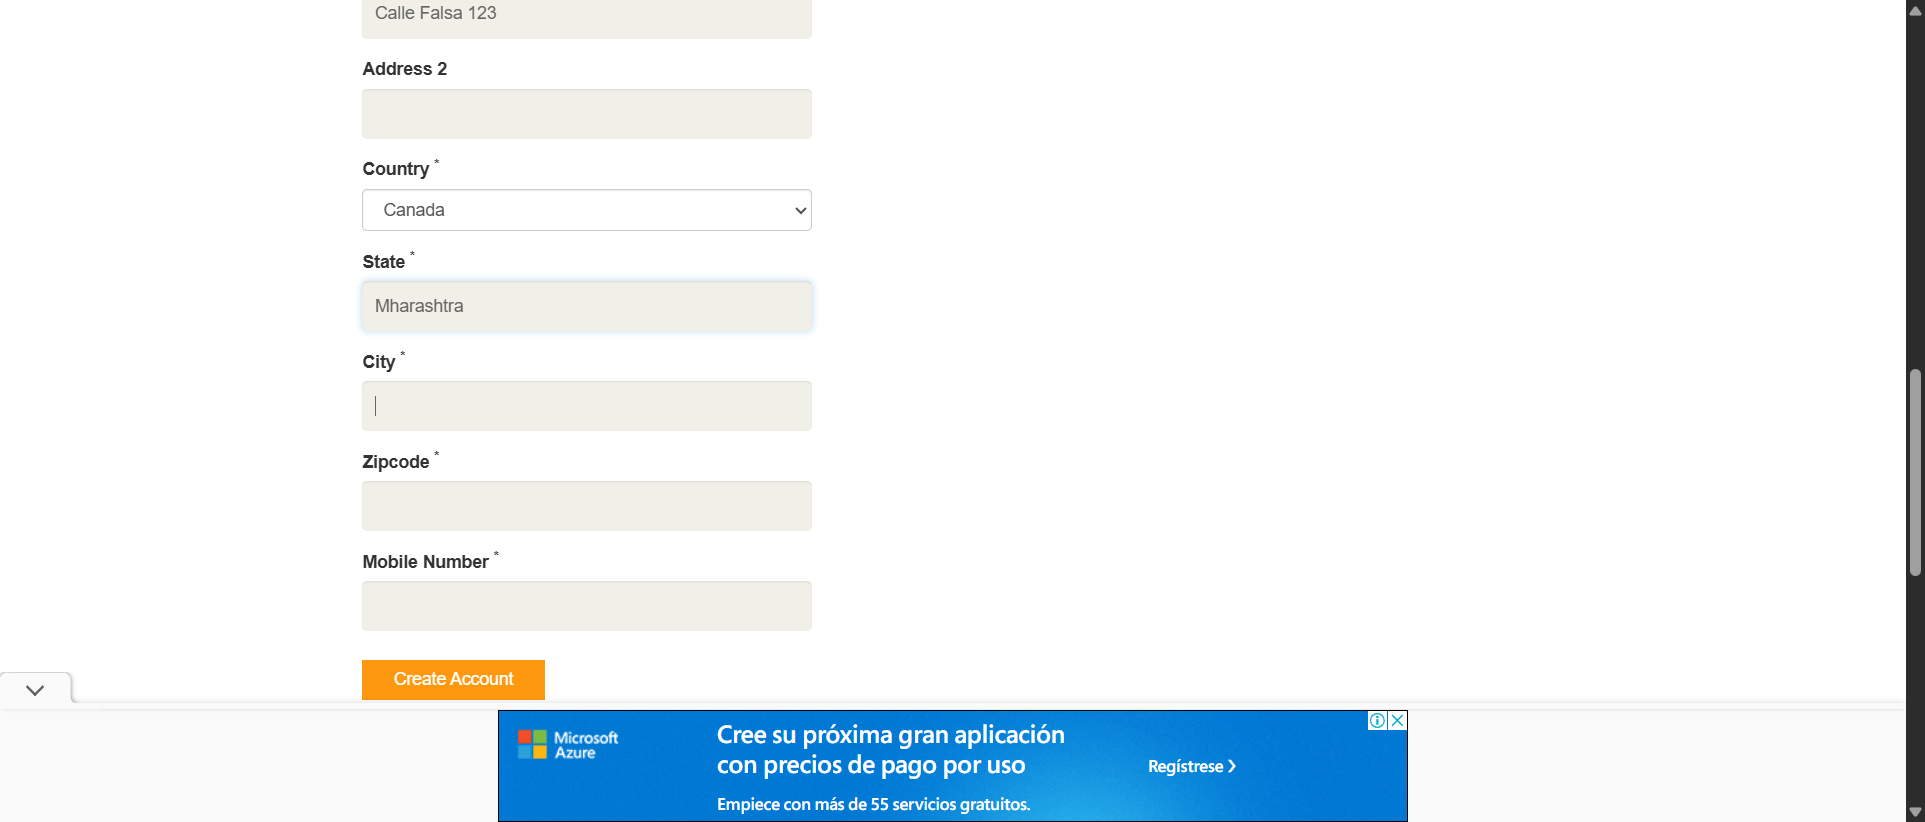 Calle Falsa 123
Address 2
Country *
Canada
State *
Mharashtra
City *
Zipcode *
Mobile Number *
Create Account
Microsoft
Azure
Cree su próxima gran aplicación
con precios de pago por uso
Regístrese
Empiece con más de 55 servicios gratuitos.